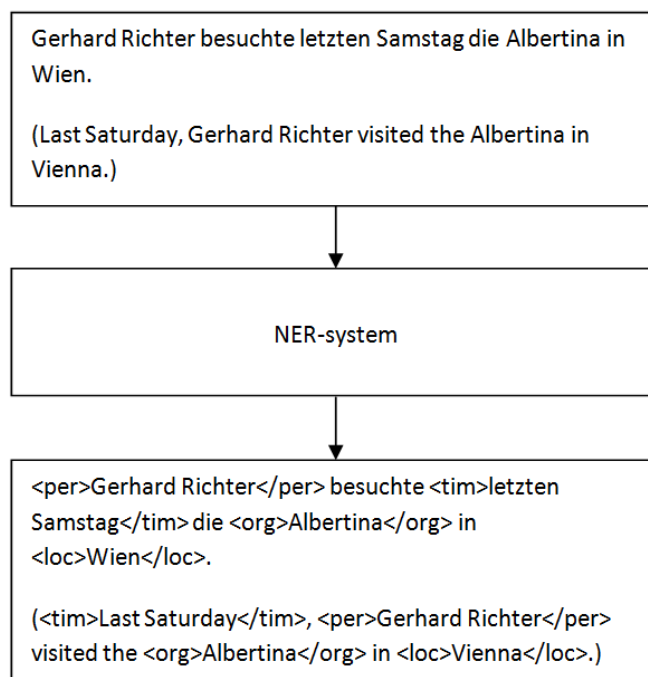 Gerhard Richter besuchte letzten Samstag die Albertina in
Wien.
(Last Saturday, Gerhard Richter visited the Albertina in
Vienna.)
NER-system
<per>Gerhard Richter</per> besuchte <tim>letzten
Samstag</tim> die <org>Albertina</org> in
<loc>Wien</loc>.
(<tim>Last Saturday</tim>, <per>Gerhard Richter</per>
visited the <org>Albertina</org> in <loc>Vienna</loc>.)